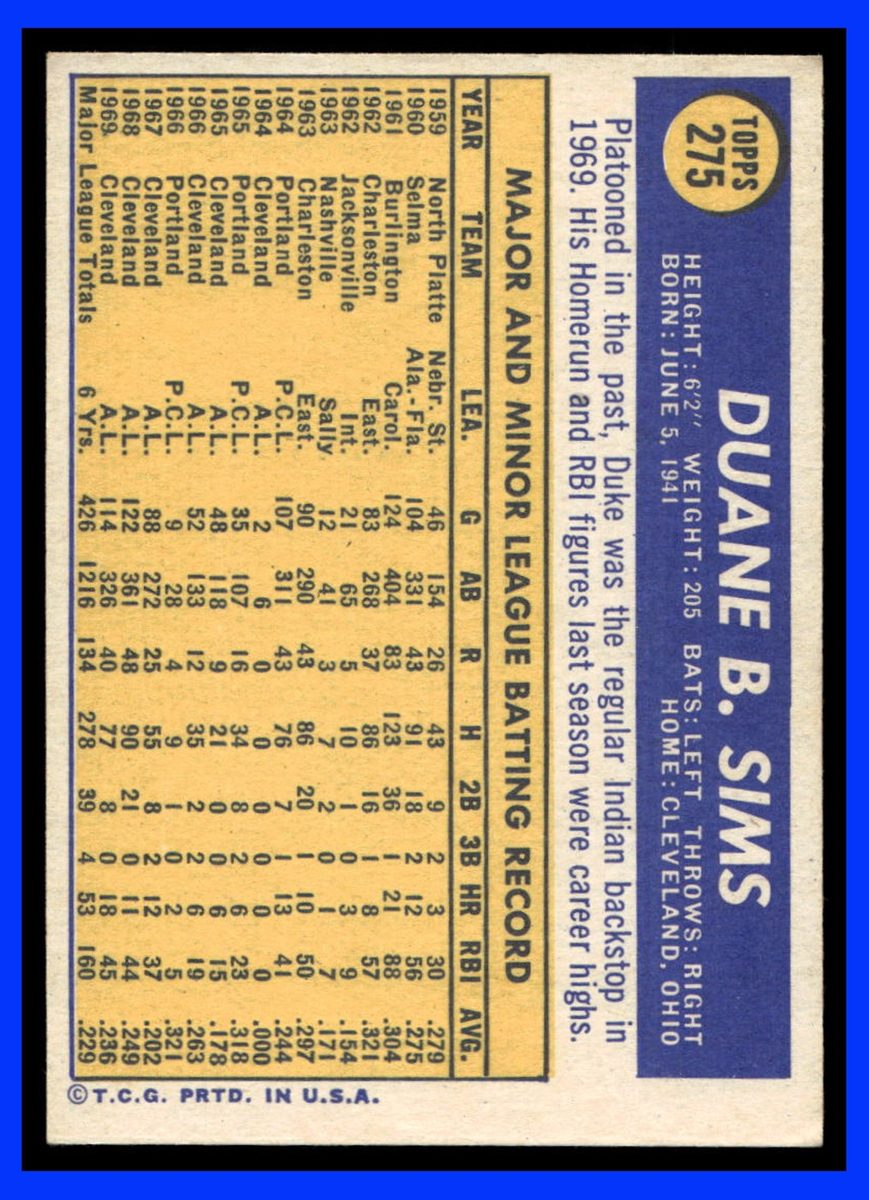 TOPPS
275
DUANE B. SIMS
HEIGHT: 6'2" WEIGHT: 205 BATS: LEFT THROWS: RIGHT
BORN: JUNE 5, 1941 HOME: CLEVELAND, OHIO
Platooned in the past, Duke was the regular Indian backstop in
1969. His Homerun and RBI figures last season were career highs.
MAJOR AND MINOR LEAGUE BATTING RECORD
YEAR TEAM LEA. G AB R H 2B 3B HR RBI AVG.
1959 North Platte Nebr. St. 46 154 26 43 9 2 3 30 .279
1960 Selma Ala.-Fla. 104 331 43 91 18 2 12 56 .275
1961 Burlington Carol. 124 404 83 123 36 1 21 88 .304
1962 Charleston East. 83 268 37 86 16 1 8 57 .321
1962 Jacksonville Int. 21 65 5 10 1 0 3 9 .154
1963 Nashville Sally 12 41 3 7 2 0 1 7 .171
1963 Charleston East. 90 290 43 86 20 1 10 50 .297
1964 Portland P.C.L. 107 311 43 76 7 1 13 41 .244
1964 Cleveland A.L. 2 6 0 0 0 0 0 0 .000
1965 Portland P.C.L. 35 107 16 34 8 2 6 23 .318
1965 Cleveland A.L. 48 118 9 21 0 0 6 15 .178
1966 Cleveland A.L. 52 133 12 35 2 2 6 19 .263
1966 Portland P.C.L. 9 28 4 9 1 0 2 5 .321
1967 Cleveland A.L. 88 272 25 55 8 2 12 37 .202
1968 Cleveland A.L. 122 361 48 90 21 0 11 44 .249
1969 Cleveland A.L. 114 326 40 77 8 0 18 45 .236
Major League Totals 6 Yrs. 426 1216 134 278 39 4 53 160 .229
© T.C.G. PRTD. IN U.S.A.